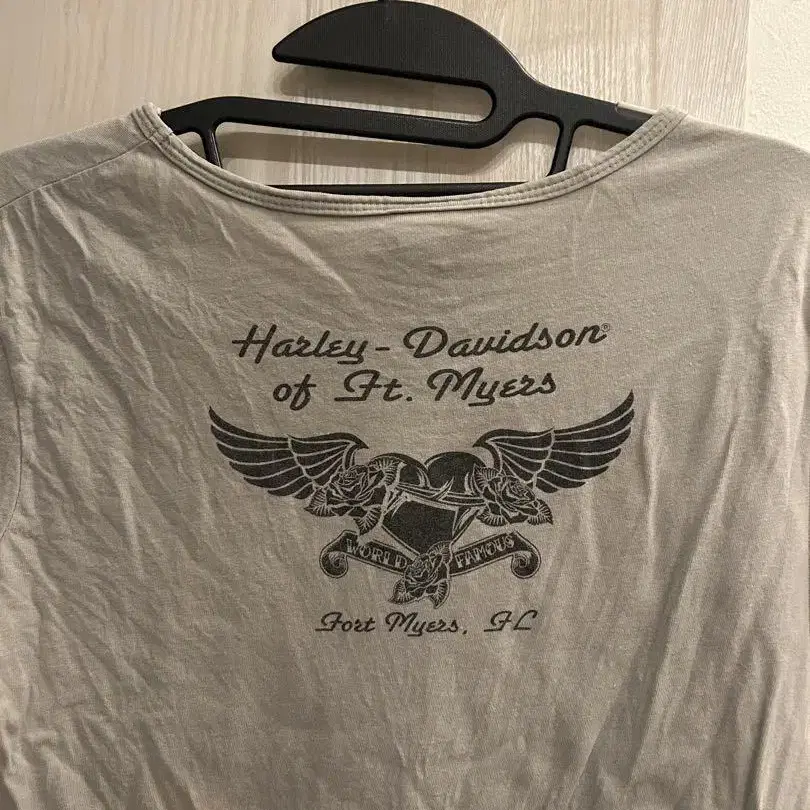 Harley-Davidson®
of Ft. Myers
WORLD FAMOUS
Fort Myers, FL